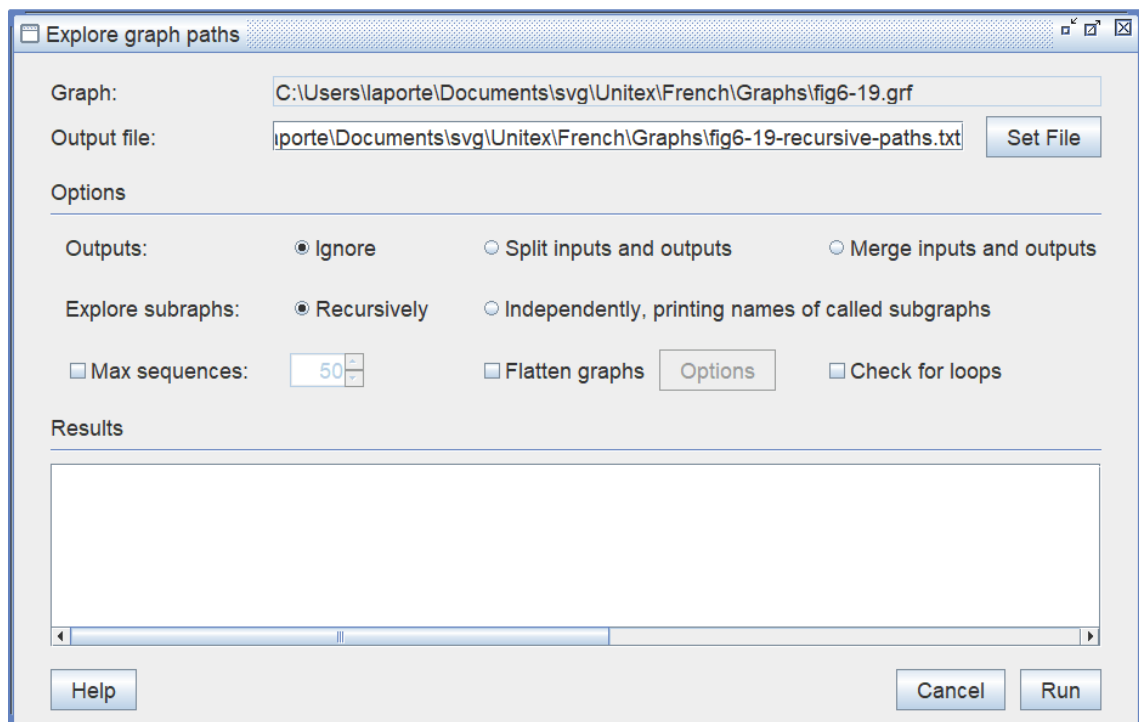 Explore graph paths
Graph: C:\Users\laporte\Documents\svg\Unitex\French\Graphs\fig6-19.grf
Output file: aporte\Documents\svg\Unitex\French\Graphs\fig6-19-recursive-paths.txt Set File
Options
Outputs: Ignore Split inputs and outputs Merge inputs and outputs
Explore subraphs: Recursively Independently, printing names of called subgraphs
Max sequences: 50 Flatten graphs Options Check for loops
Results
Help Cancel Run